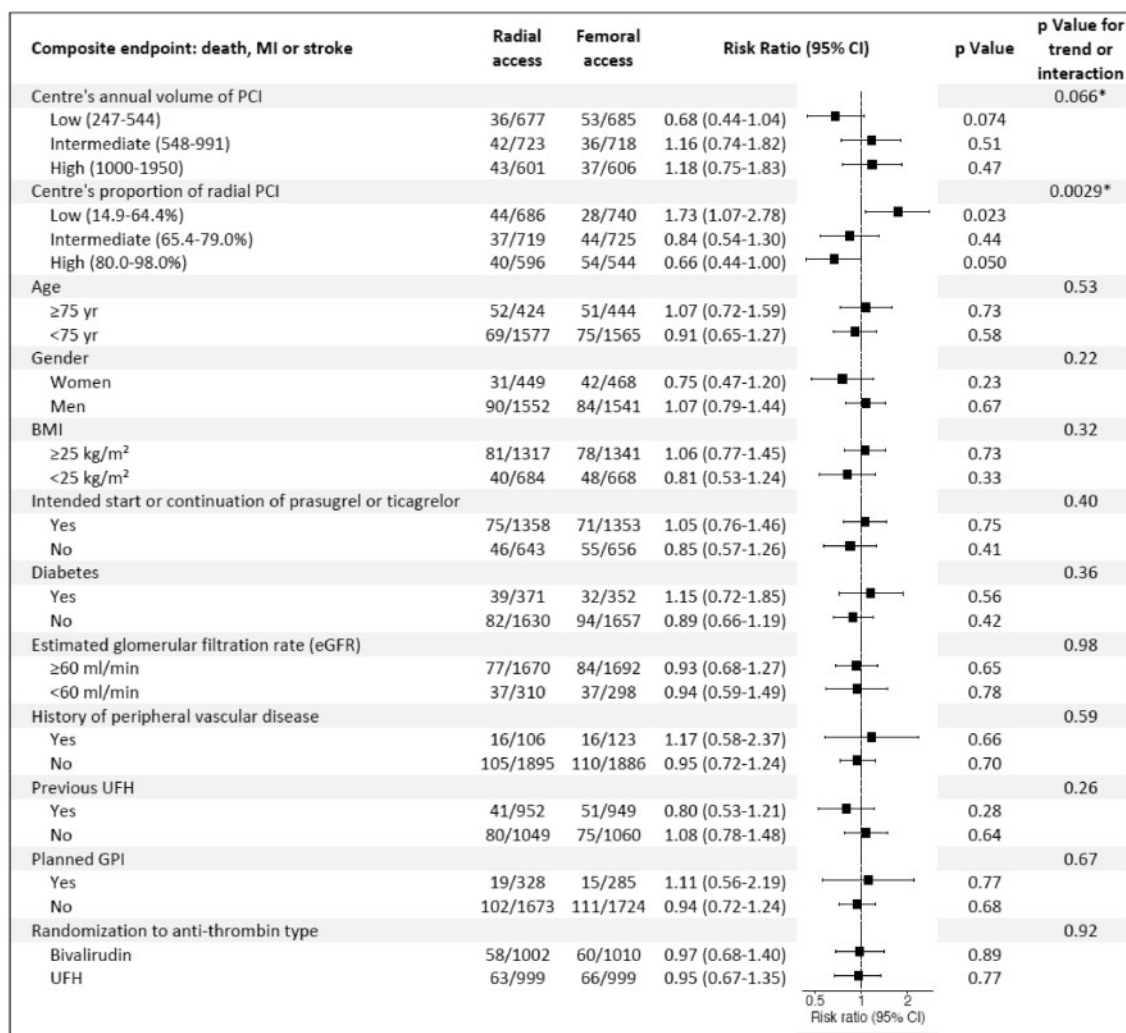 Composite endpoint: death, MI or stroke Radial access Femoral access Risk Ratio (95% CI) p Value p Value for trend or interaction
Centre's annual volume of PCI 0.066*
Low (247-544) 36/677 53/685 0.68 (0.44-1.04) 0.074
Intermediate (548-991) 42/723 36/718 1.16 (0.74-1.82) 0.51
High (1000-1950) 43/601 37/606 1.18 (0.75-1.83) 0.47
Centre's proportion of radial PCI 0.0029*
Low (14.9-64.4%) 44/686 28/740 1.73 (1.07-2.78) 0.023
Intermediate (65.4-79.0%) 37/719 44/725 0.84 (0.54-1.30) 0.44
High (80.0-98.0%) 40/596 54/544 0.66 (0.44-1.00) 0.050
Age 0.53
≥75 yr 52/424 51/444 1.07 (0.72-1.59) 0.73
<75 yr 69/1577 75/1565 0.91 (0.65-1.27) 0.58
Gender 0.22
Women 31/449 42/468 0.75 (0.47-1.20) 0.23
Men 90/1552 84/1541 1.07 (0.79-1.44) 0.67
BMI 0.32
≥25 kg/m² 81/1317 78/1341 1.06 (0.77-1.45) 0.73
<25 kg/m² 40/684 48/668 0.81 (0.53-1.24) 0.33
Intended start or continuation of prasugrel or ticagrelor 0.40
Yes 75/1358 71/1353 1.05 (0.76-1.46) 0.75
No 46/643 55/656 0.85 (0.57-1.26) 0.41
Diabetes 0.36
Yes 39/371 32/352 1.15 (0.72-1.85) 0.56
No 82/1630 94/1657 0.89 (0.66-1.19) 0.42
Estimated glomerular filtration rate (eGFR) 0.98
≥60 ml/min 77/1670 84/1692 0.93 (0.68-1.27) 0.65
<60 ml/min 37/310 37/298 0.94 (0.59-1.49) 0.78
History of peripheral vascular disease 0.59
Yes 16/106 16/123 1.17 (0.58-2.37) 0.66
No 105/1895 110/1886 0.95 (0.72-1.24) 0.70
Previous UFH 0.26
Yes 41/952 51/949 0.80 (0.53-1.21) 0.28
No 80/1049 75/1060 1.08 (0.78-1.48) 0.64
Planned GPI 0.67
Yes 19/328 15/285 1.11 (0.56-2.19) 0.77
No 102/1673 111/1724 0.94 (0.72-1.24) 0.68
Randomization to anti-thrombin type 0.92
Bivalirudin 58/1002 60/1010 0.97 (0.68-1.40) 0.89
UFH 63/999 66/999 0.95 (0.67-1.35) 0.77
0.5 1 2
Risk ratio (95% CI)